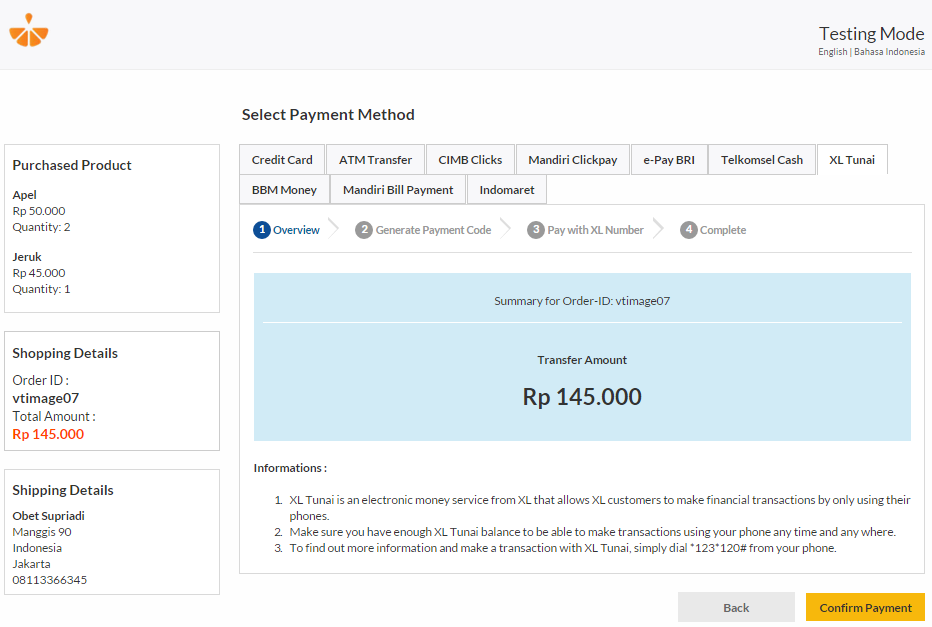 Testing Mode
English | Bahasa Indonesia
Select Payment Method
Purchased Product
Apel
Rp 50.000
Quantity: 2
Jeruk
Rp 45.000
Quantity: 1
Shopping Details
Order ID :
vtimage07
Total Amount :
Rp 145.000
Shipping Details
Obet Supriadi
Manggis 90
Indonesia
Jakarta
08113366345
Credit Card ATM Transfer CIMB Clicks Mandiri Clickpay e-Pay BRI Telkomsel Cash XL Tunai
BBM Money Mandiri Bill Payment Indomaret
1 Overview 2 Generate Payment Code 3 Pay with XL Number 4 Complete
Summary for Order-ID: vtimage07
Transfer Amount
Rp 145.000
Informations :
1. XL Tunai is an electronic money service from XL that allows XL customers to make financial transactions by only using their
phones.
2. Make sure you have enough XL Tunai balance to be able to make transactions using your phone any time and any where.
3. To find out more information and make a transaction with XL Tunai, simply dial *123*120# from your phone.
Back Confirm Payment